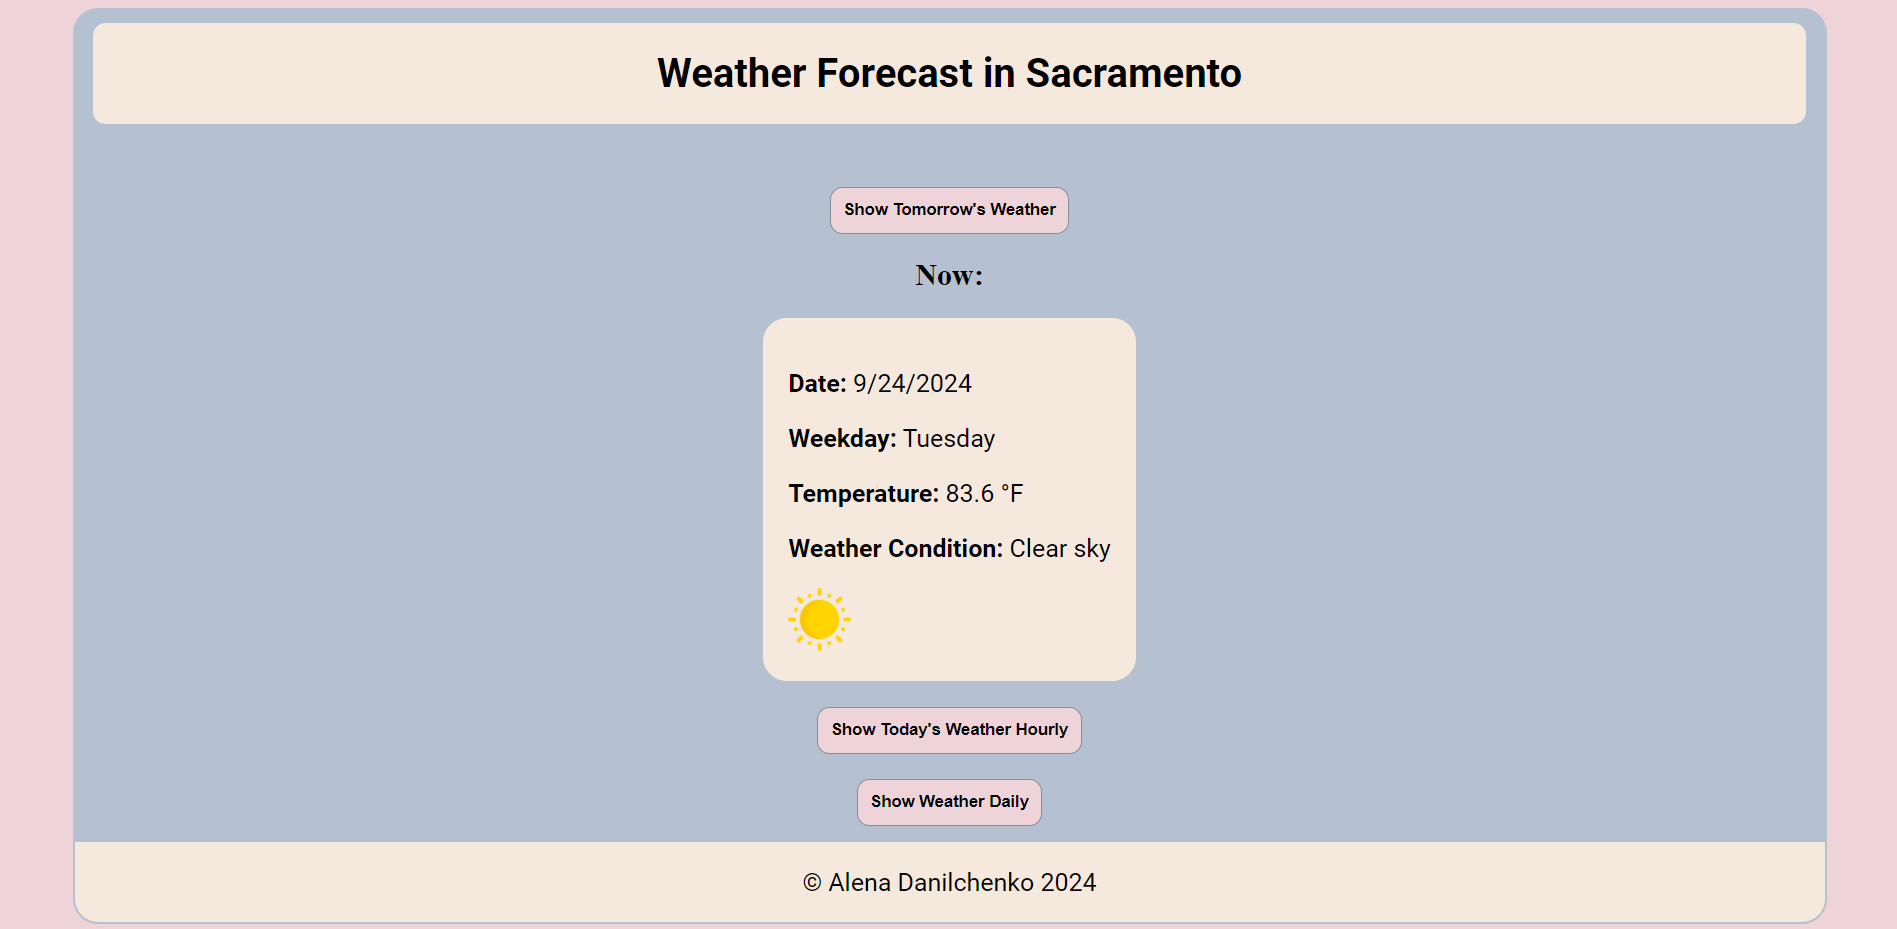 Weather Forecast in Sacramento
Show Tomorrow's Weather
Now:
Date: 9/24/2024
Weekday: Tuesday
Temperature: 83.6 °F
Weather Condition: Clear sky
Show Today's Weather Hourly
Show Weather Daily
© Alena Danilchenko 2024